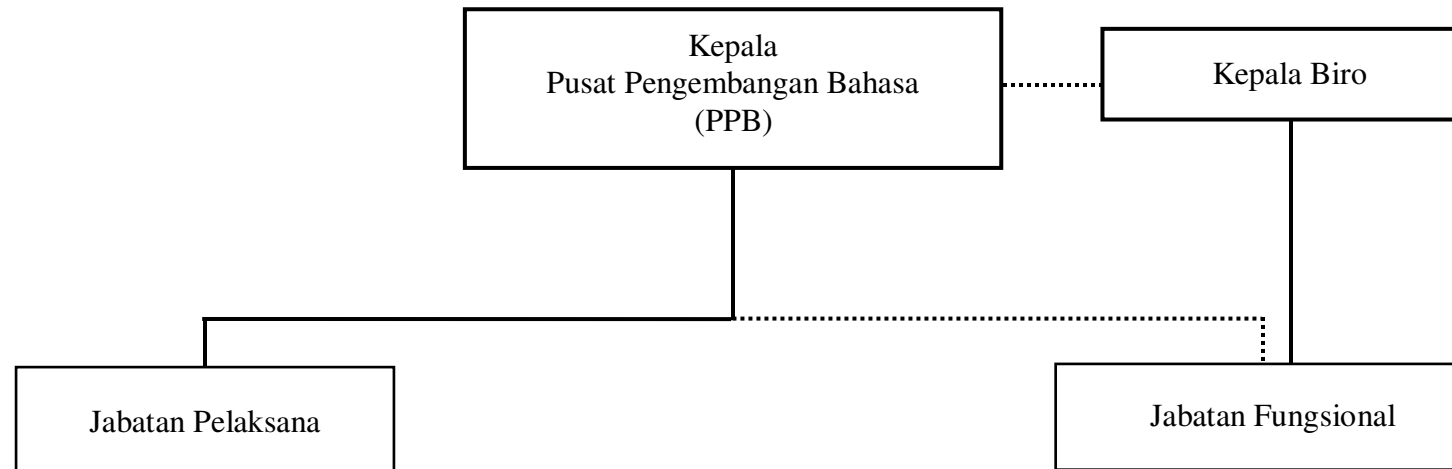 Kepala
Pusat Pengembangan Bahasa
(PPB)
Kepala Biro
Jabatan Pelaksana
Jabatan Fungsional